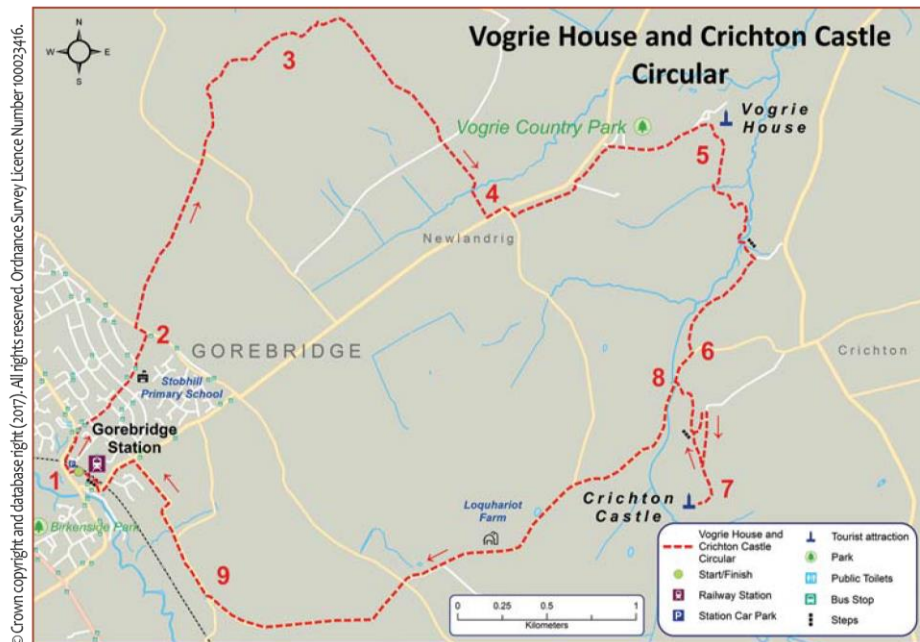 © Crown copyright and database right (2017). All rights reserved. Ordnance Survey Licence Number 100023416.
N
W E
S
Vogrie House and Crichton Castle
Circular
3
Vogrie Country Park
Vogrie
House
5
4
Newlandrig
2
GOREBRIDGE
6
Crichton
8
Stobhill
Primary School
Gorebridge
Station
1
P
7
Crichton
Castle
Loquhariot
Farm
Birkenside Park
9
0 0.5 1
Kilometers
Vogrie House and
Crichton Castle
Circular
Start/Finish
Railway Station
P Station Car Park
Tourist attraction
Park
Public Toilets
Bus Stop
Steps